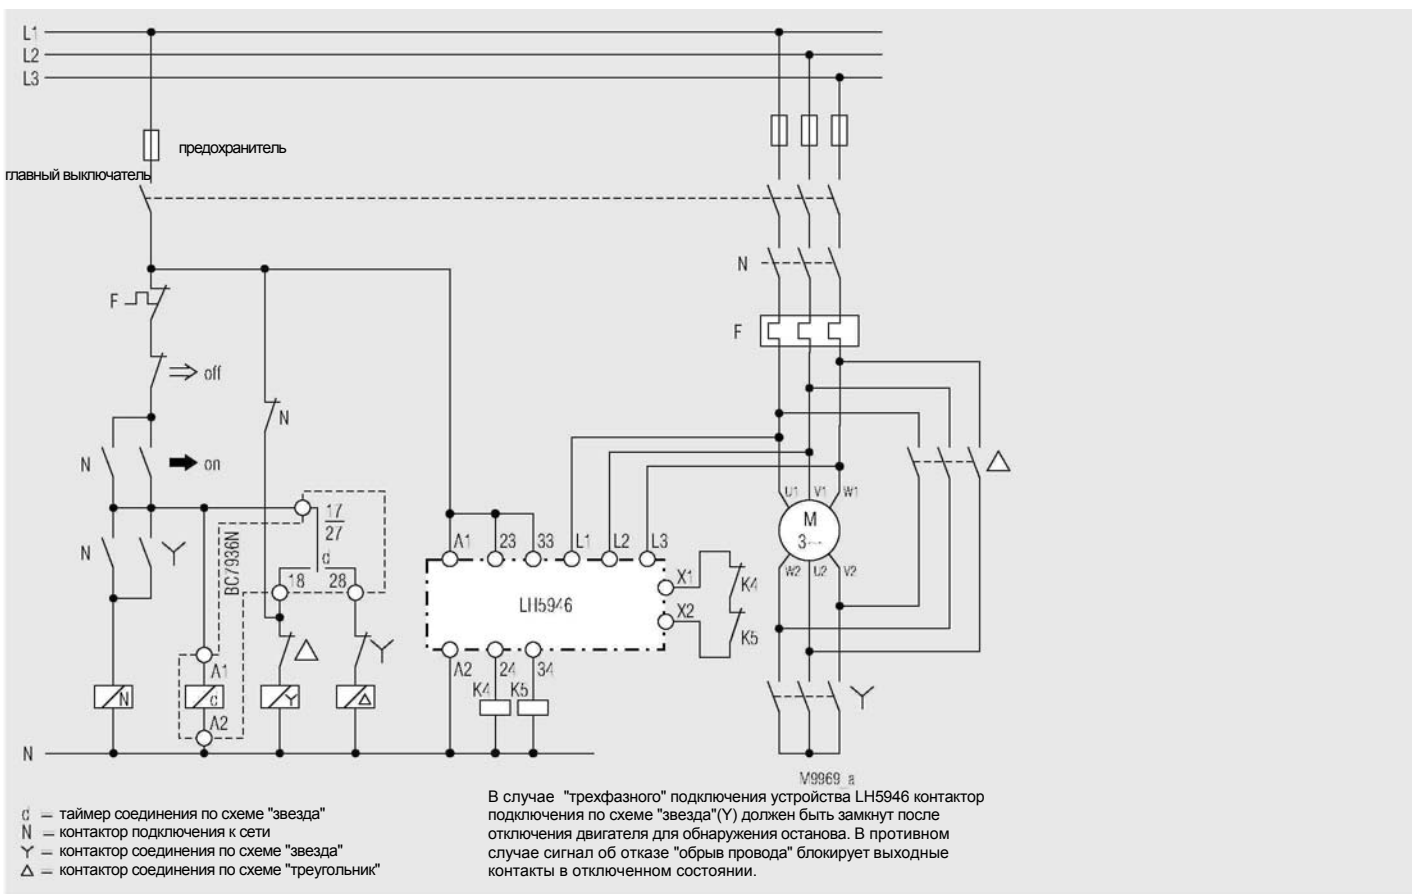 L1
L2
L3
предохранитель
главный выключатель
N
F
F
off
N
N
on
N
BC7936N
17
27
d
18 28
A1 23 33 L1 L2 L3
U1 V1 W1
M
3~
W2 U2 V2
LH5946
X1
X2
K4
K5
A1
N
d
A2
A2 24 34
K4 K5
N
M9969_a
d – таймер соединения по схеме "звезда"
N – контактор подключения к сети
Y – контактор соединения по схеме "звезда"
△ – контактор соединения по схеме "треугольник"
В случае "трехфазного" подключения устройства LH5946 контактор
подключения по схеме "звезда"(Y) должен быть замкнут после
отключения двигателя для обнаружения останова. В противном
случае сигнал об отказе "обрыв провода" блокирует выходные
контакты в отключенном состоянии.